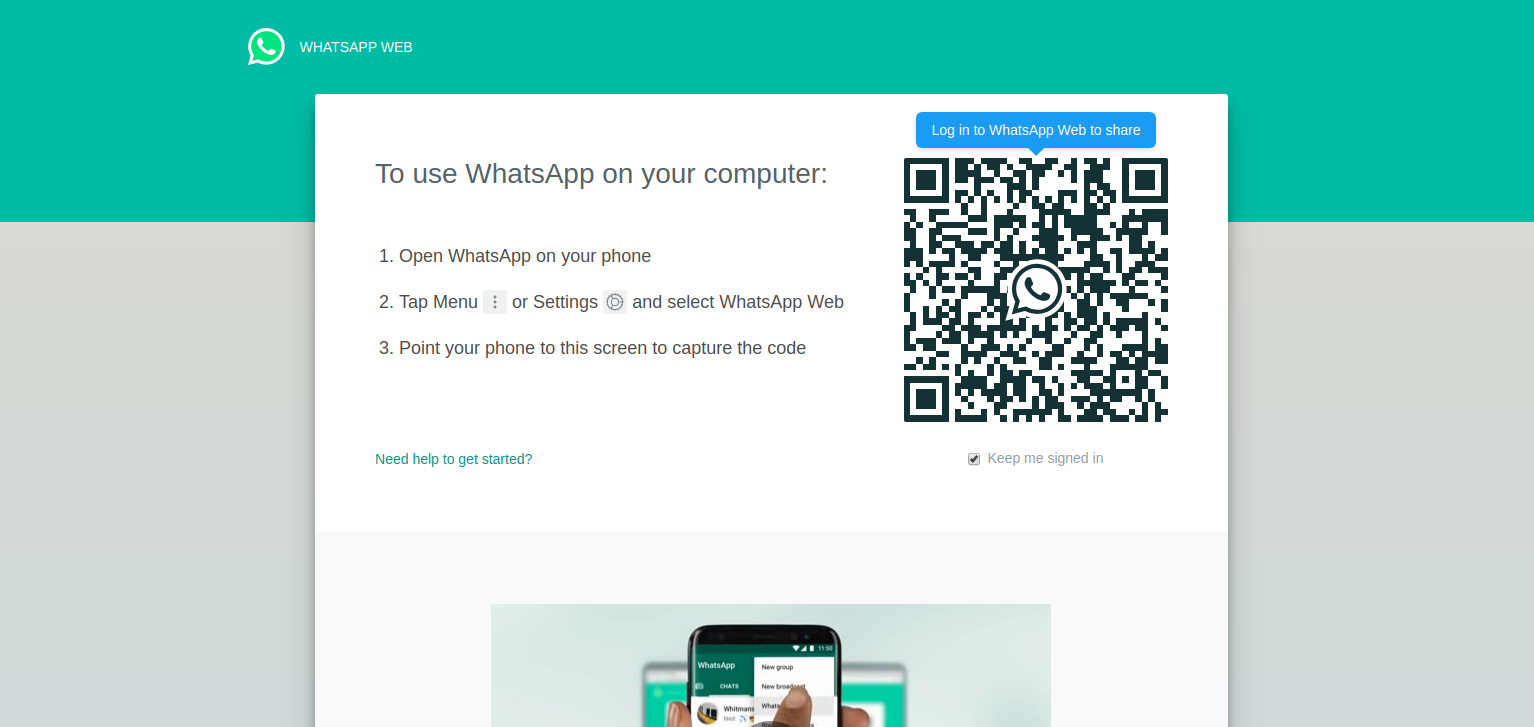 WHATSAPP WEB
Log in to WhatsApp Web to share
To use WhatsApp on your computer:
1. Open WhatsApp on your phone
2. Tap Menu or Settings and select WhatsApp Web
3. Point your phone to this screen to capture the code
Need help to get started?
Keep me signed in
11:50
WhatsApp
New group
CHATS
New broadcast
Whats
Whitmans
Ned